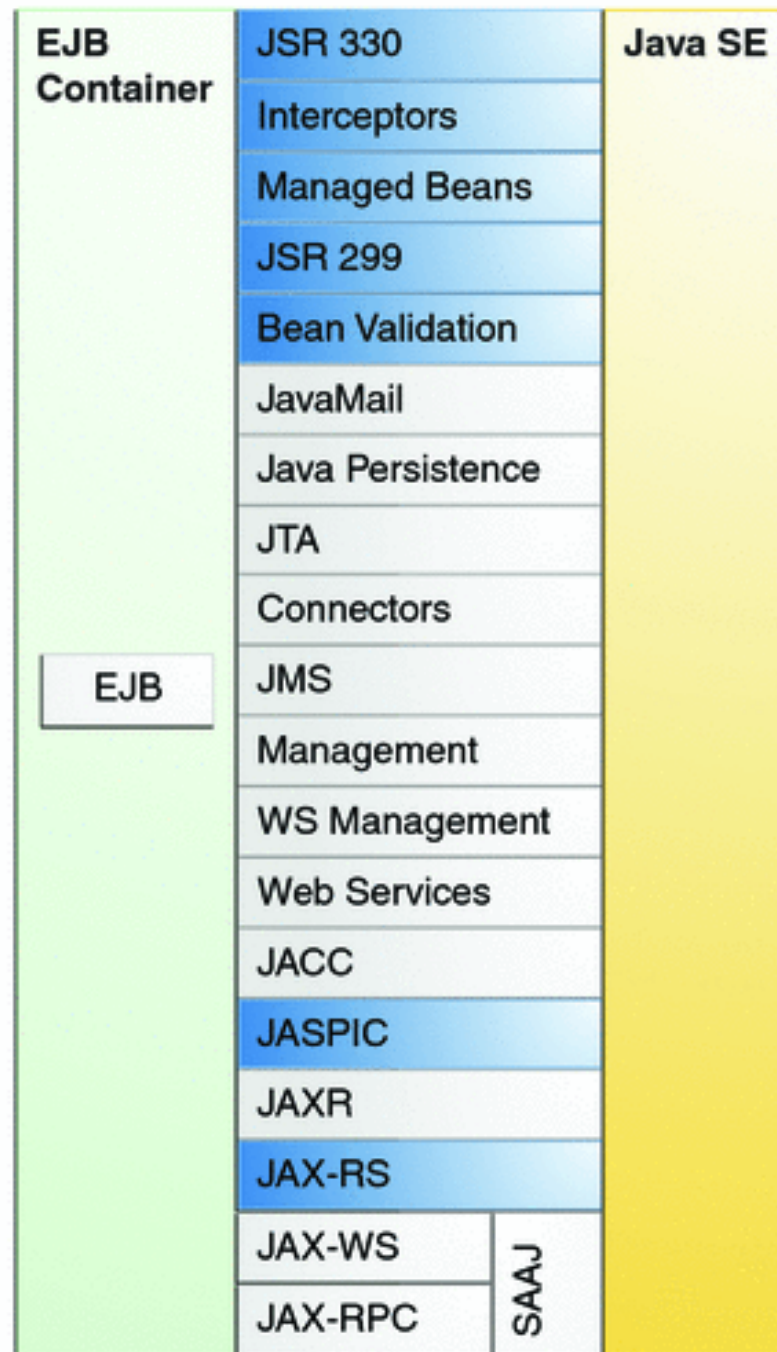 EJB
Container
EJB
JSR 330
Interceptors
Managed Beans
JSR 299
Bean Validation
JavaMail
Java Persistence
JTA
Connectors
JMS
Management
WS Management
Web Services
JACC
JASPIC
JAXR
JAX-RS
JAX-WS
JAX-RPC
SAAJ
Java SE